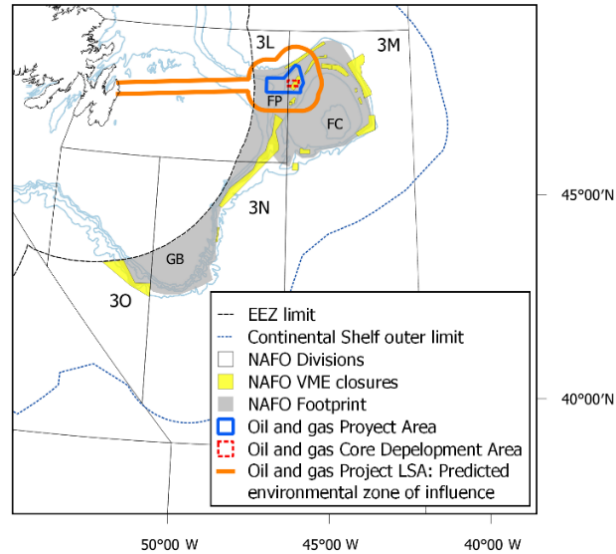 3L
3M
FP
FC
3N
45°00'N
GB
3O
EEZ limit
Continental Shelf outer limit
NAFO Divisions
NAFO VME closures
NAFO Footprint
40°00'N
Oil and gas Proyect Area
Oil and gas Core Depelopment Area
Oil and gas Project LSA: Predicted
environmental zone of influence
50°00'W
45°00'W
40°00'W